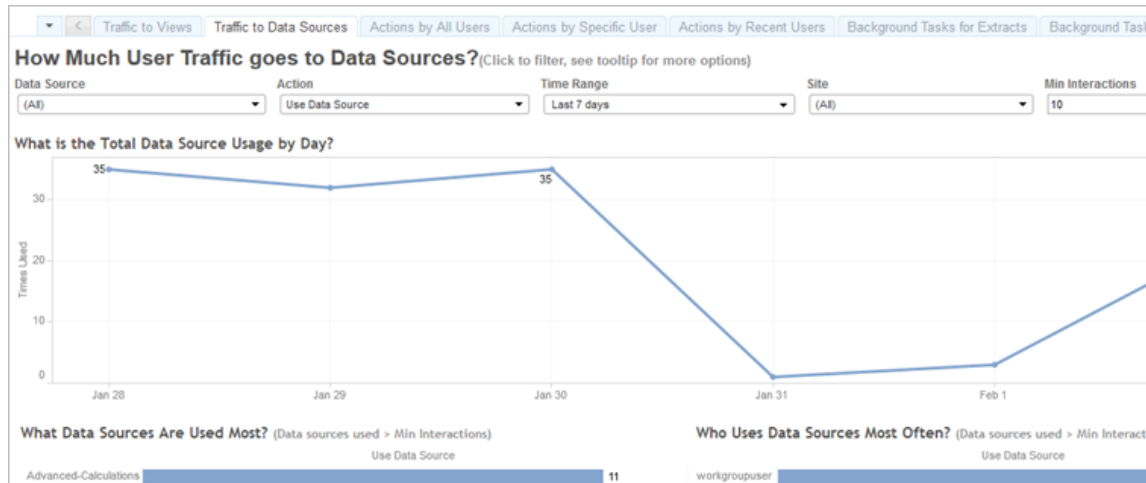 Traffic to Views Traffic to Data Sources Actions by All Users Actions by Specific User Actions by Recent Users Background Tasks for Extracts Background
How Much User Traffic goes to Data Sources?(Click to filter, see tooltip for more options)
Data Source Action Time Range Site Min Interactions
(All) Use Data Source Last 7 days (All) 10
What is the Total Data Source Usage by Day?
35
35
30
20
10
0
Times Used
Jan 28 Jan 29 Jan 30 Jan 31 Feb 1
What Data Sources Are Used Most? (Data sources used > Min Interactions) Who Uses Data Sources Most Often? (Data sources used > Min
Use Data Source Use Data Source
Advanced-Calculations 11 workgroupuser